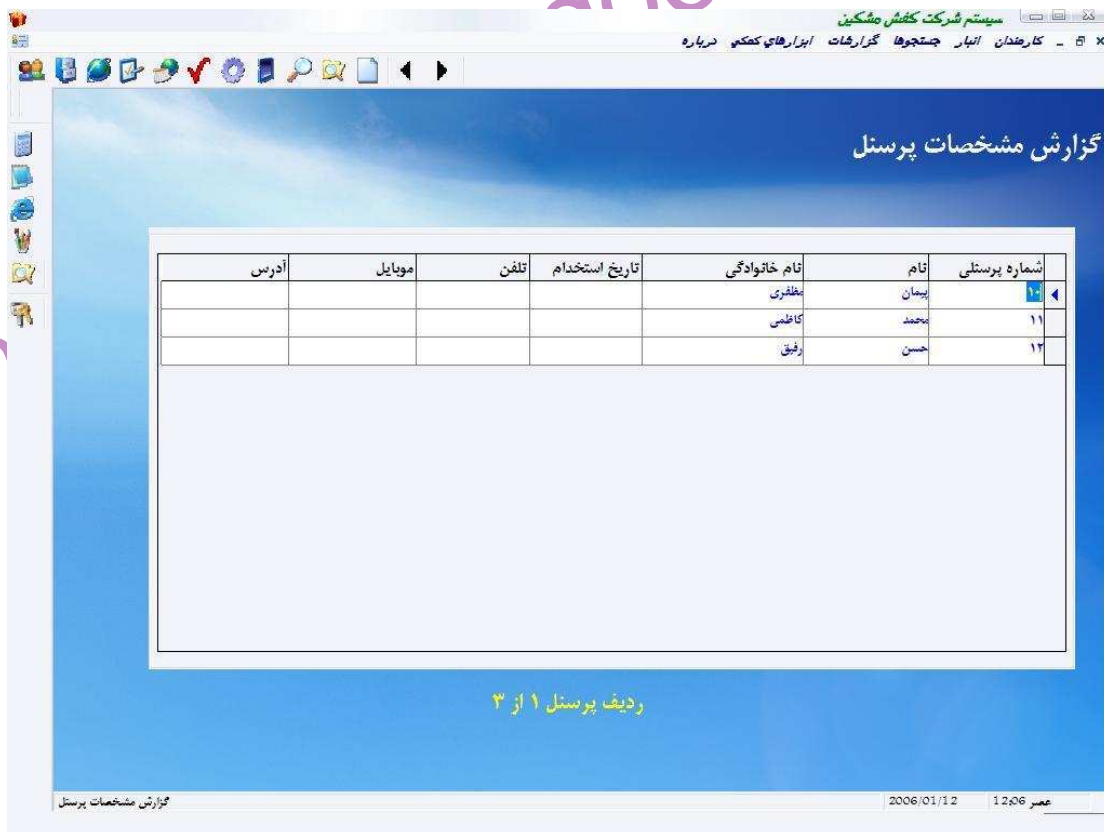 سیستم شرکت کفش مشکین
کارمندان انبار جستجوها گزارشات ابزارهای کمکی درباره
گزارش مشخصات پرسنل
شماره پرسنلی نام نام خانوادگی تاریخ استخدام تلفن موبایل آدرس
۱۰ پیمان مظفری
۱۱ محمد کاظمی
۱۲ حسن رفیق
ردیف پرسنل ۱ از ۳
عصر 12:06 2006/01/12 گزارش مشخصات پرسنل